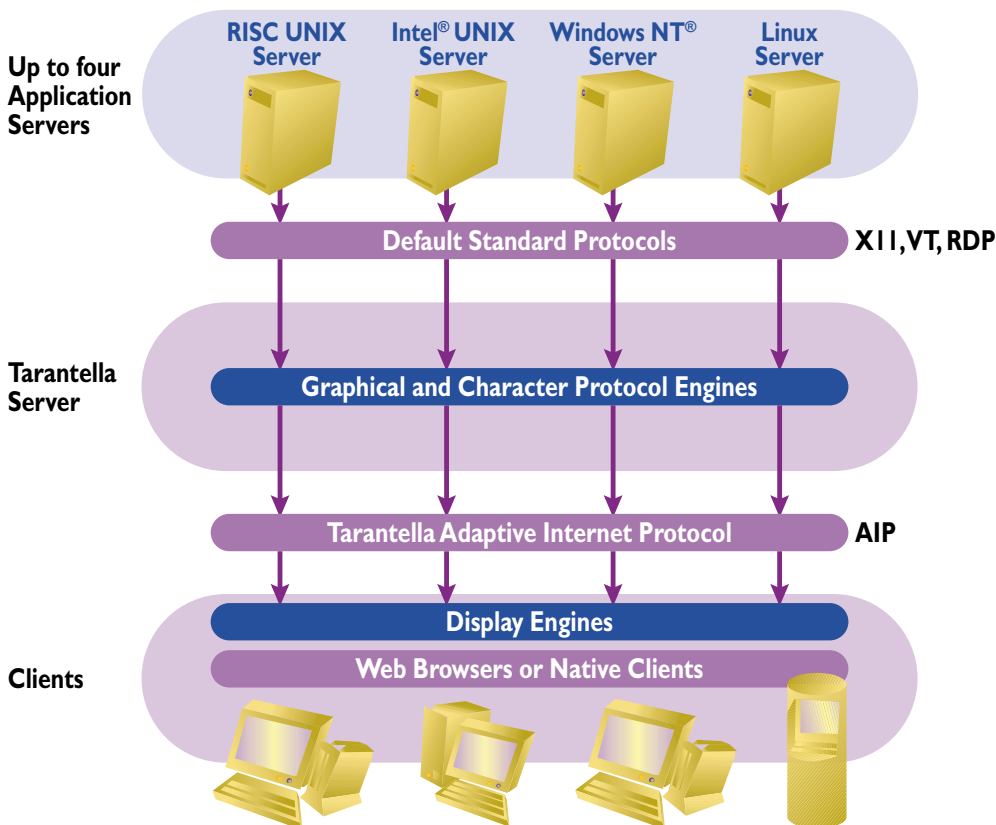 RISC UNIX
Server
Intel® UNIX
Server
Windows NT®
Server
Linux
Server
Up to four
Application
Servers
Default Standard Protocols
X11, VT, RDP
Tarantella
Server
Graphical and Character Protocol Engines
Tarantella Adaptive Internet Protocol
AIP
Display Engines
Web Browsers or Native Clients
Clients